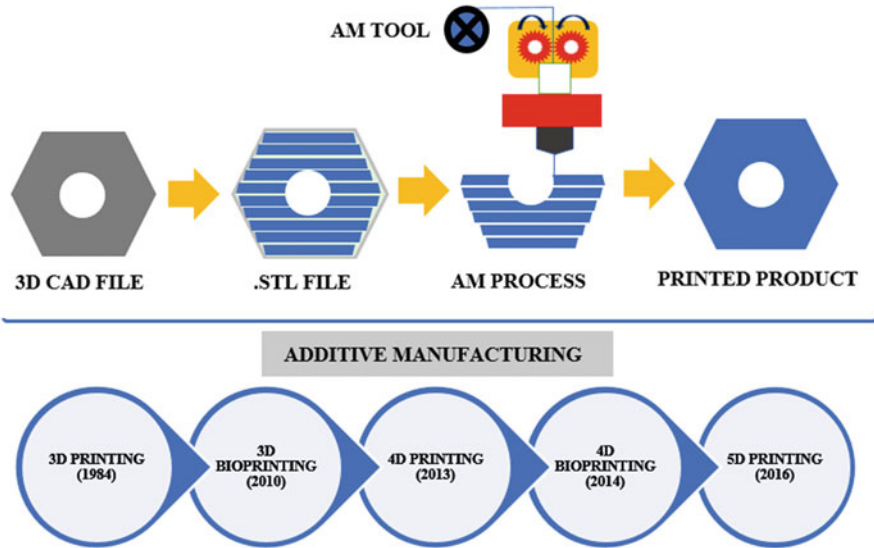 AM TOOL
3D CAD FILE
.STL FILE
AM PROCESS
PRINTED PRODUCT
ADDITIVE MANUFACTURING
3D PRINTING
(1984)
3D
BIOPRINTING
(2010)
4D PRINTING
(2013)
4D
BIOPRINTING
(2014)
5D PRINTING
(2016)